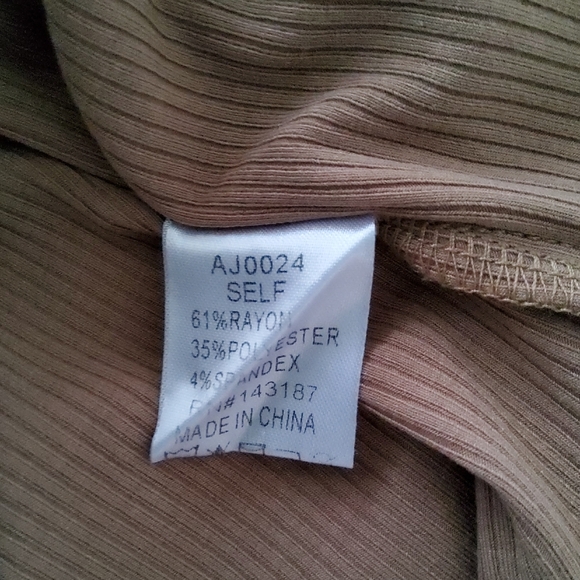 AJ0024
SELF
61%RAYON
35%POLYESTER
4%SPANDEX
RN#143187
MADE IN CHINA